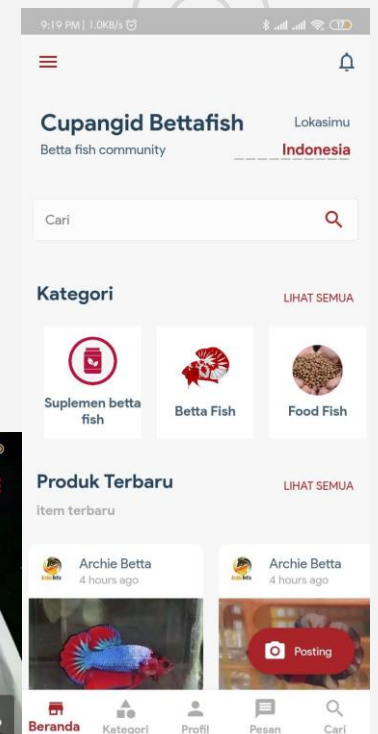 9:19 PM | 1.0KB/s
17
Cupangid Bettafish
Lokasimu
Betta fish community
Indonesia
Cari
Kategori
LIHAT SEMUA
Suplemen betta
fish
Betta Fish
Food Fish
Produk Terbaru
LIHAT SEMUA
item terbaru
Archie Betta
4 hours ago
Archie Betta
4 hours ago
Posting
Beranda
Kategori
Profil
Pesan
Cari